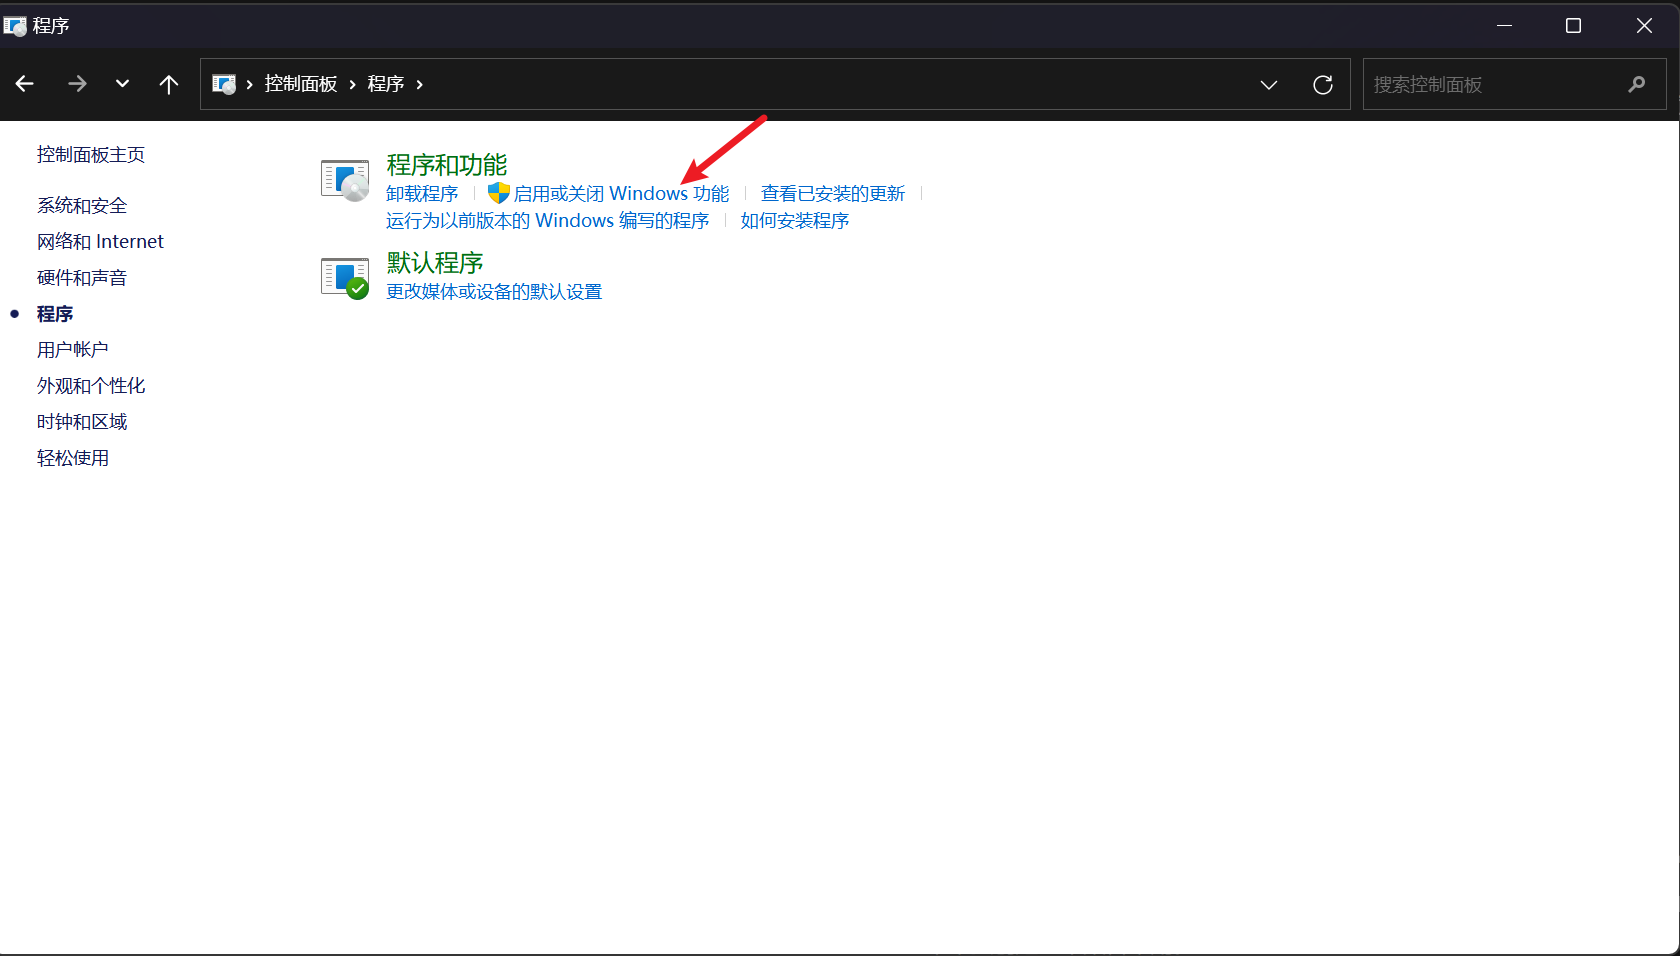 程序
控制面板 程序
搜索控制面板
控制面板主页
系统和安全
网络和 Internet
硬件和声音
程序
用户帐户
外观和个性化
时钟和区域
轻松使用
程序和功能
卸载程序 启用或关闭 Windows 功能 查看已安装的更新
运行为以前版本的 Windows 编写的程序 如何安装程序
默认程序
更改媒体或设备的默认设置